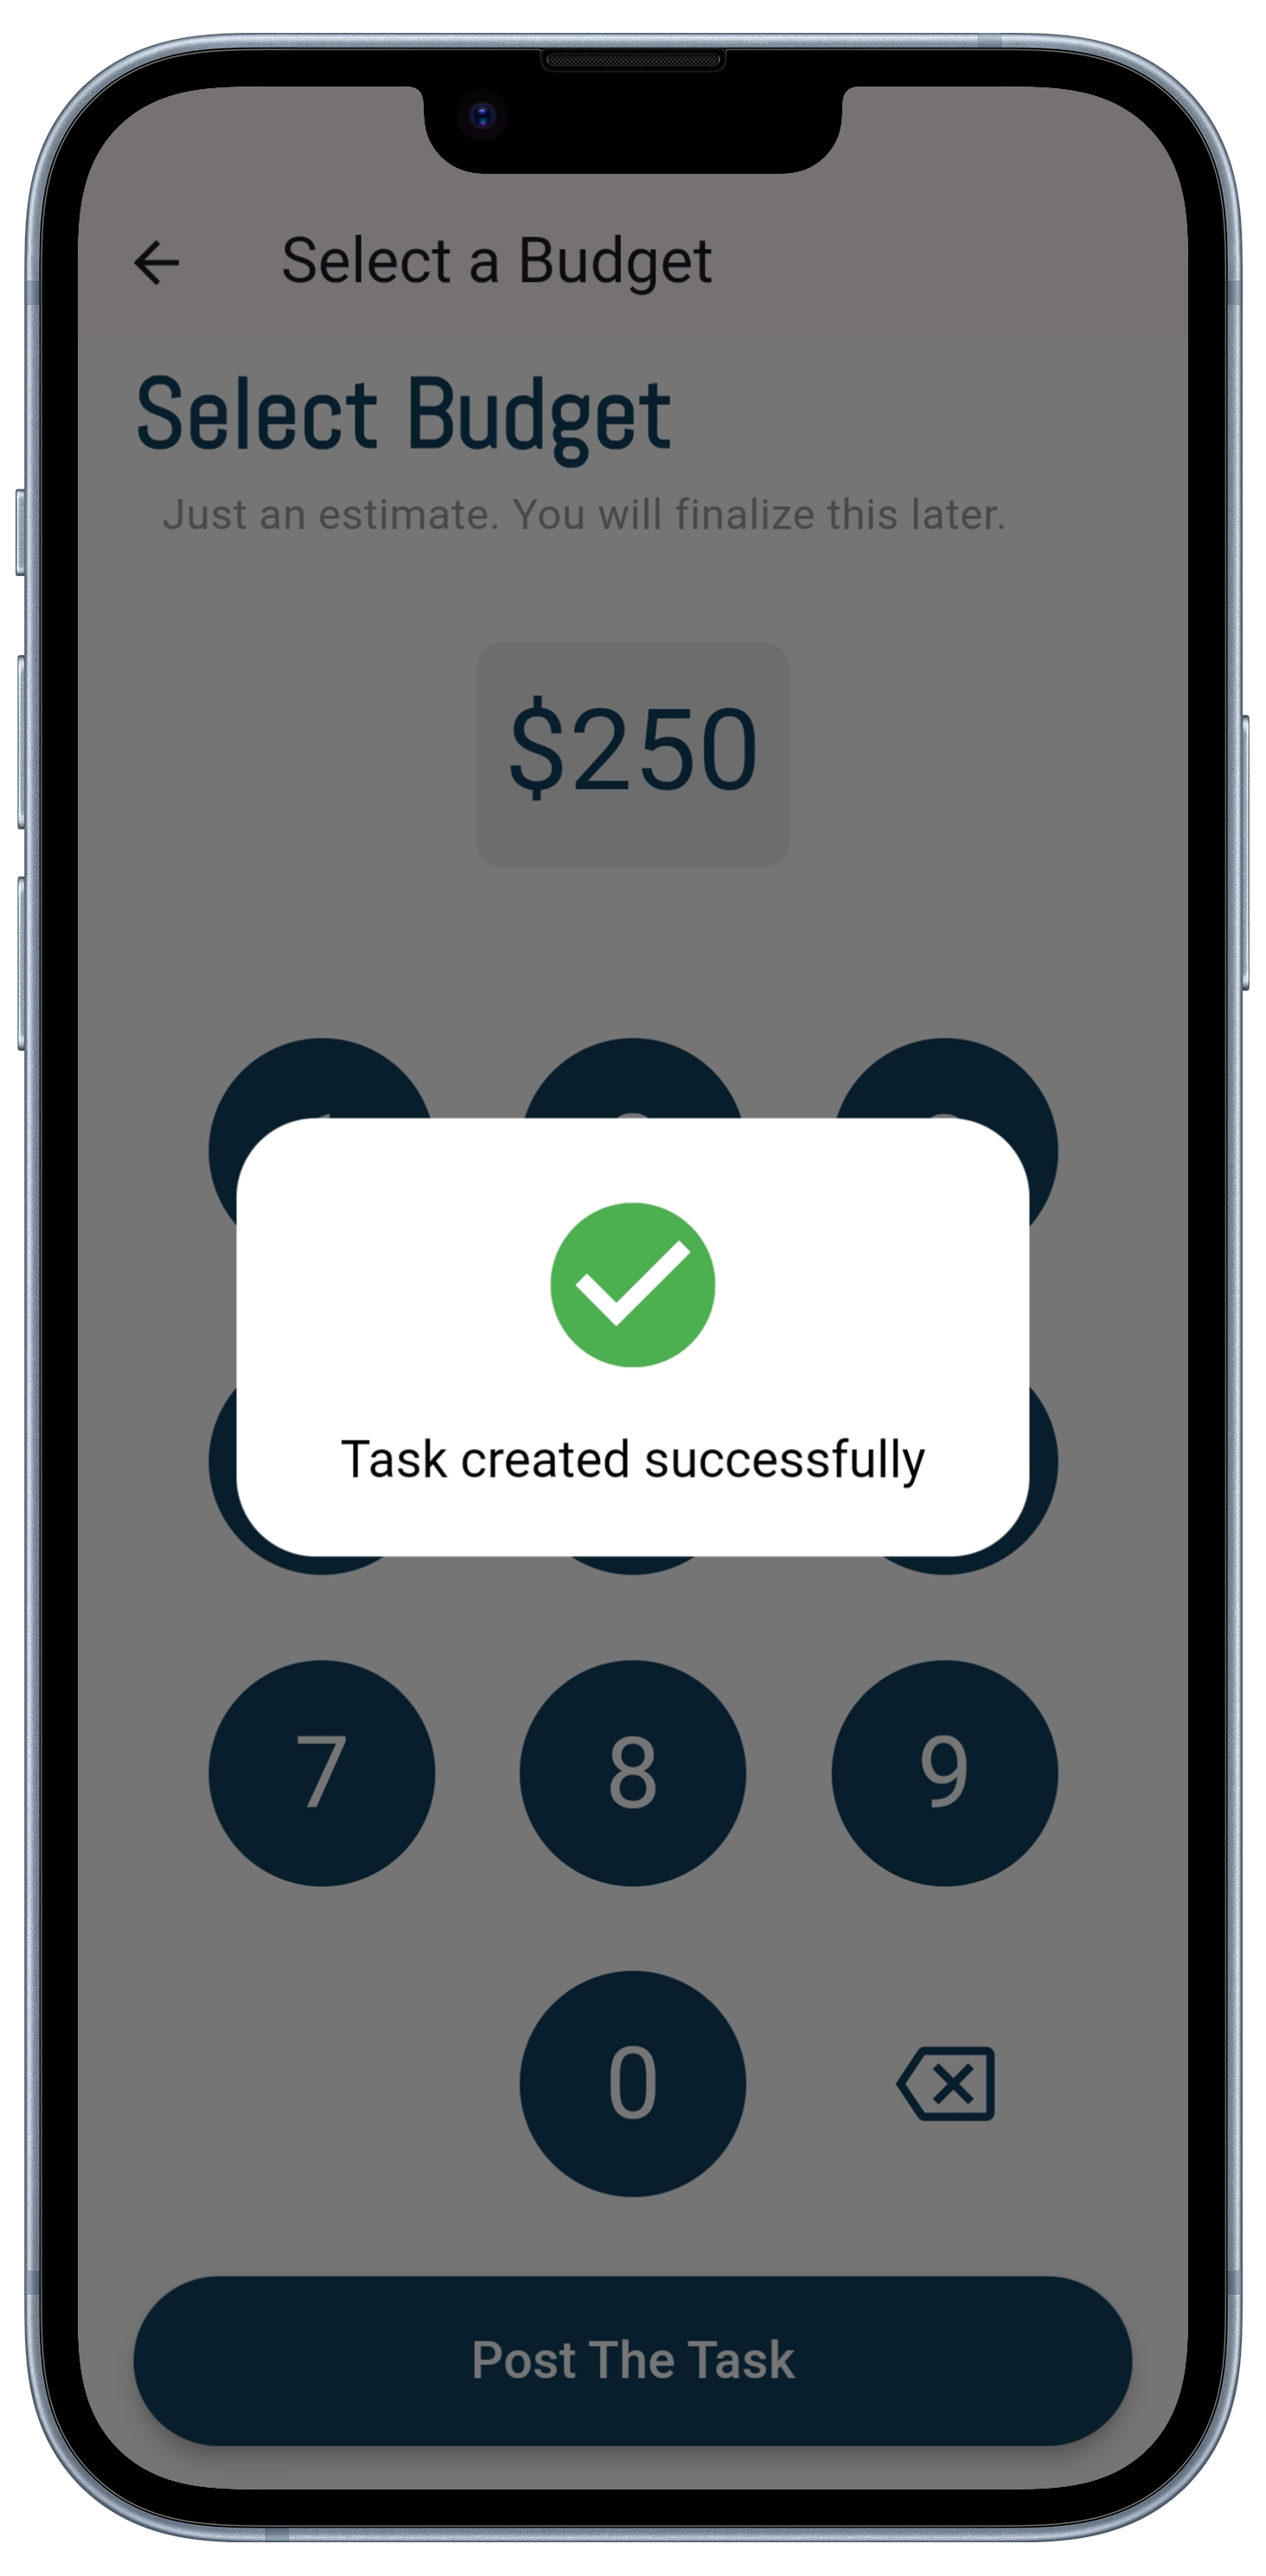 Select a Budget
Select Budget
Just an estimate. You will finalize this later.
$250
Task created successfully
7 8 9
0
Post The Task